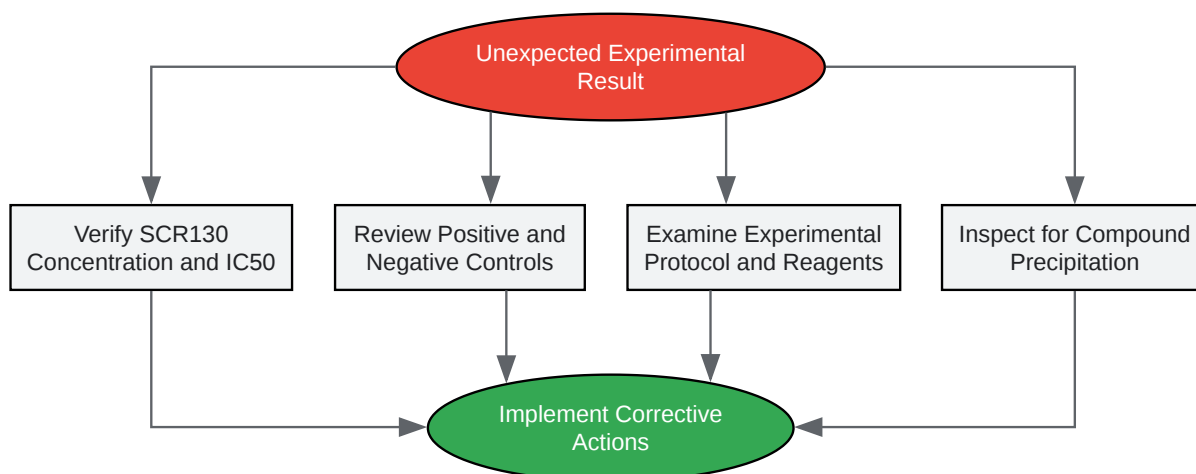 Unexpected Experimental
Result
Verify SCR130
Concentration and IC50
Review Positive and
Negative Controls
Examine Experimental
Protocol and Reagents
Inspect for Compound
Precipitation
Implement Corrective
Actions